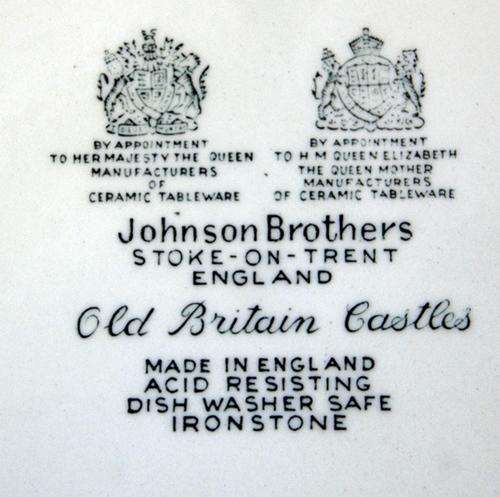 BY APPOINTMENT
TO HER MAJESTY THE QUEEN
MANUFACTURERS
OF
CERAMIC TABLEWARE
BY APPOINTMENT
TO H M QUEEN ELIZABETH
THE QUEEN MOTHER
MANUFACTURERS
OF CERAMIC TABLEWARE
Johnson Brothers
STOKE-ON-TRENT
ENGLAND
Old Britain Castles
MADE IN ENGLAND
ACID RESISTING
DISH WASHER SAFE
IRONSTONE